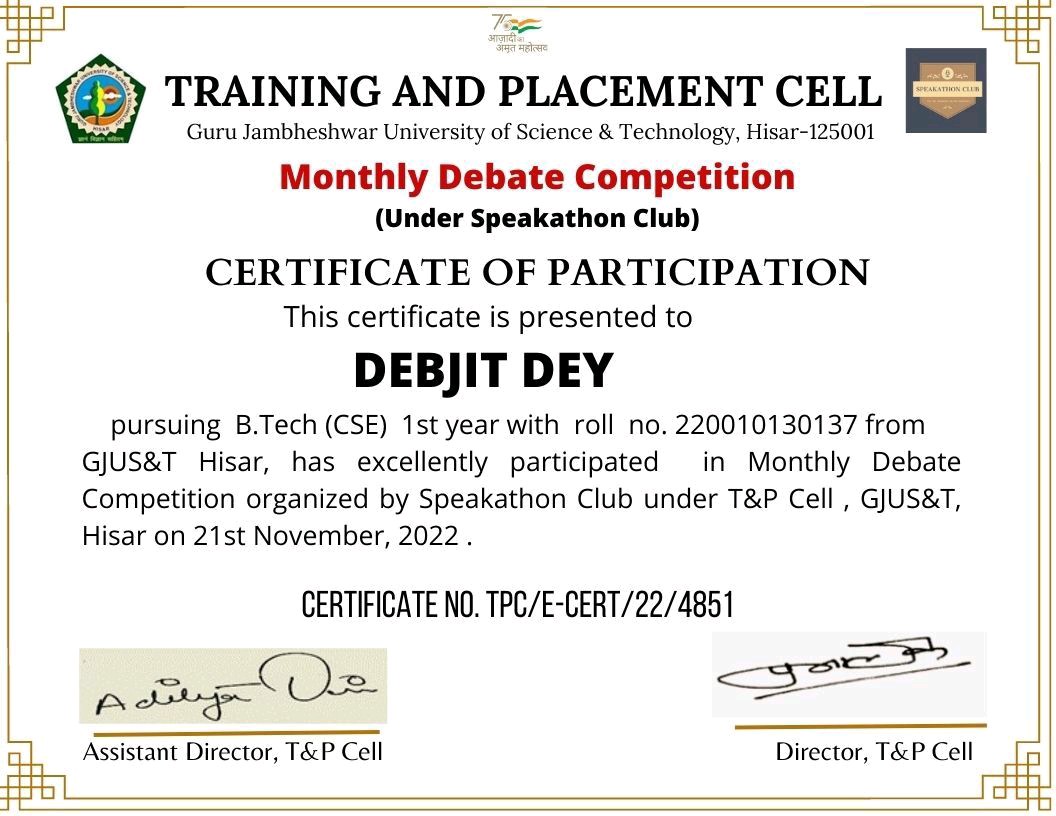 75
आज़ादी का
अमृत महोत्सव
TRAINING AND PLACEMENT CELL
SPEAKATHON CLUB
Guru Jambheshwar University of Science & Technology, Hisar-125001
HISAR
Monthly Debate Competition
(Under Speakathon Club)
CERTIFICATE OF PARTICIPATION
This certificate is presented to
DEBJIT DEY
pursuing B.Tech (CSE) 1st year with roll no. 220010130137 from
GJUS&T Hisar, has excellently participated in Monthly Debate
Competition organized by Speakathon Club under T&P Cell , GJUS&T,
Hisar on 21st November, 2022 .
CERTIFICATE NO. TPC/E-CERT/22/4851
Assistant Director, T&P Cell
Director, T&P Cell